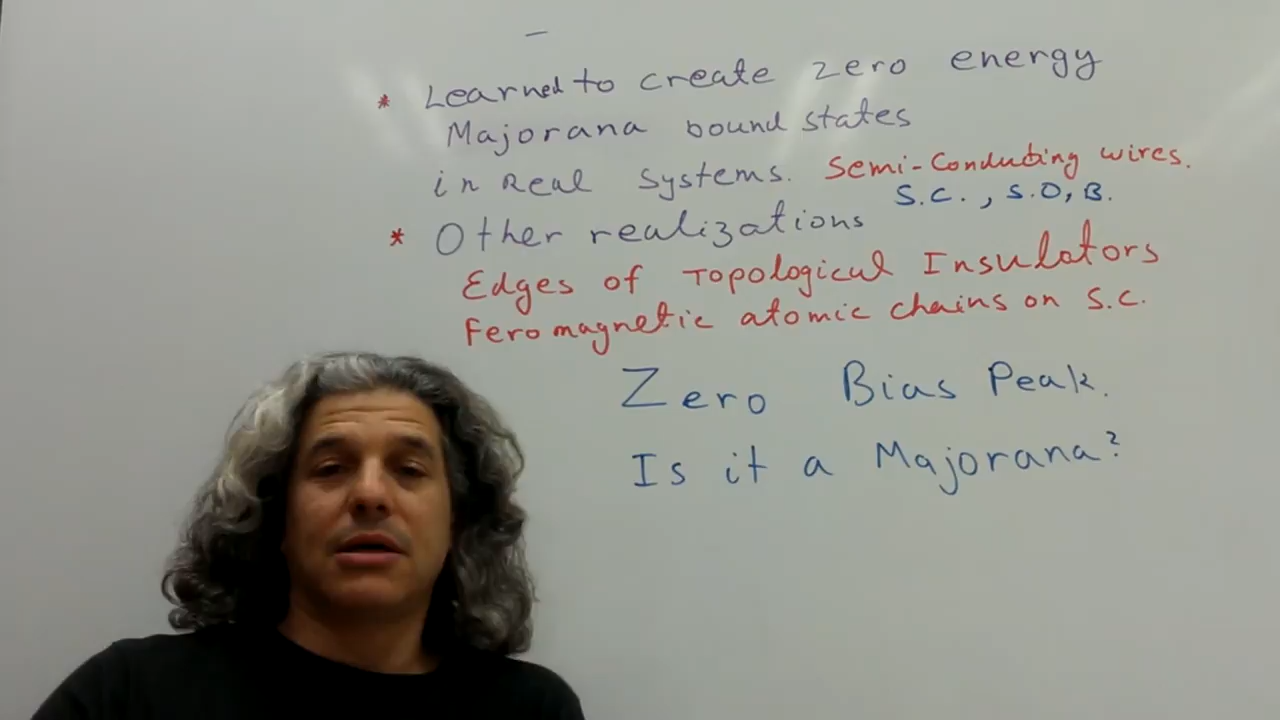 * Learned to create zero energy
Majorana bound states
in Real systems. Semi-Conducting wires.
S.C., S.O, B.
* Other realizations
Edges of Topological Insulators
Feromagnetic atomic chains on S.C.
Zero Bias Peak.
Is it a Majorana?